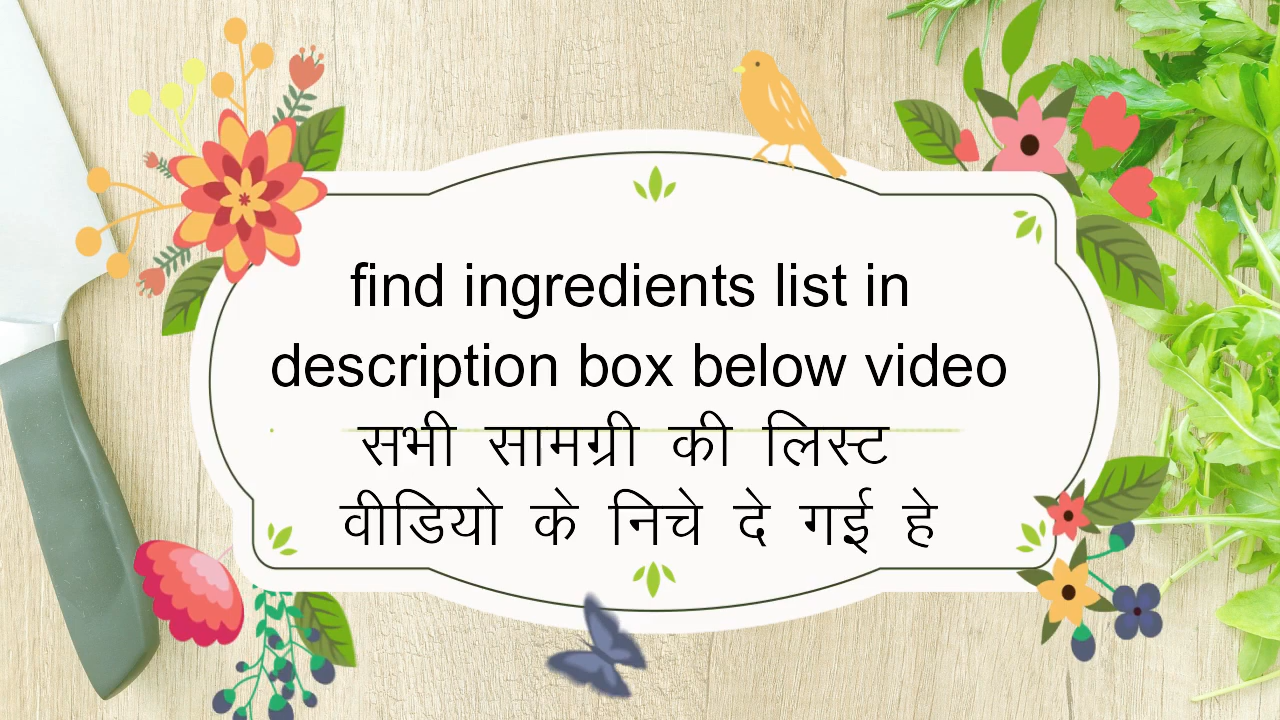 find ingredients list in
description box below video
सभी सामग्री की लिस्ट
वीडियो के निचे दे गई हे